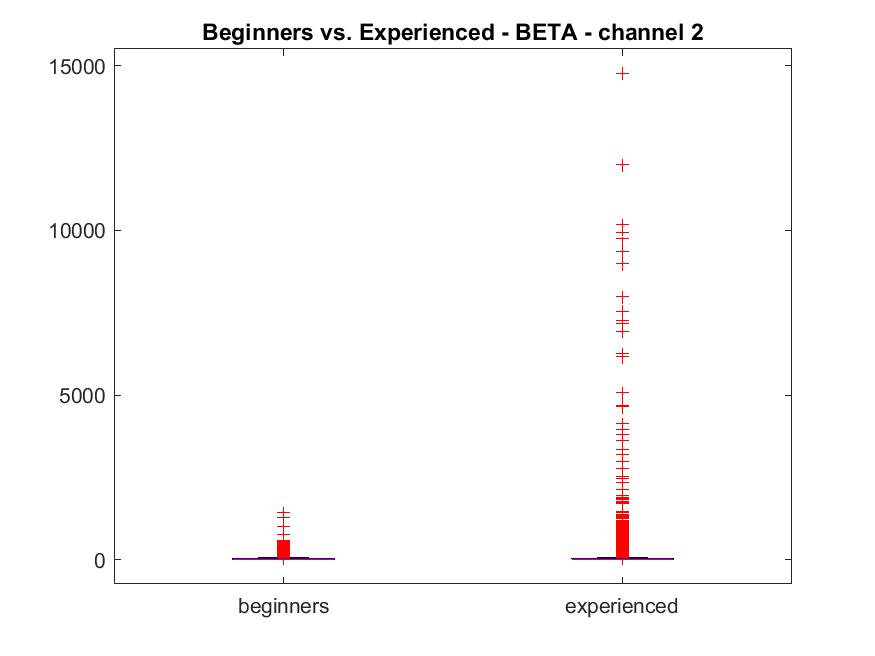 Beginners vs. Experienced - BETA - channel 2
15000
10000
5000
0
beginners experienced